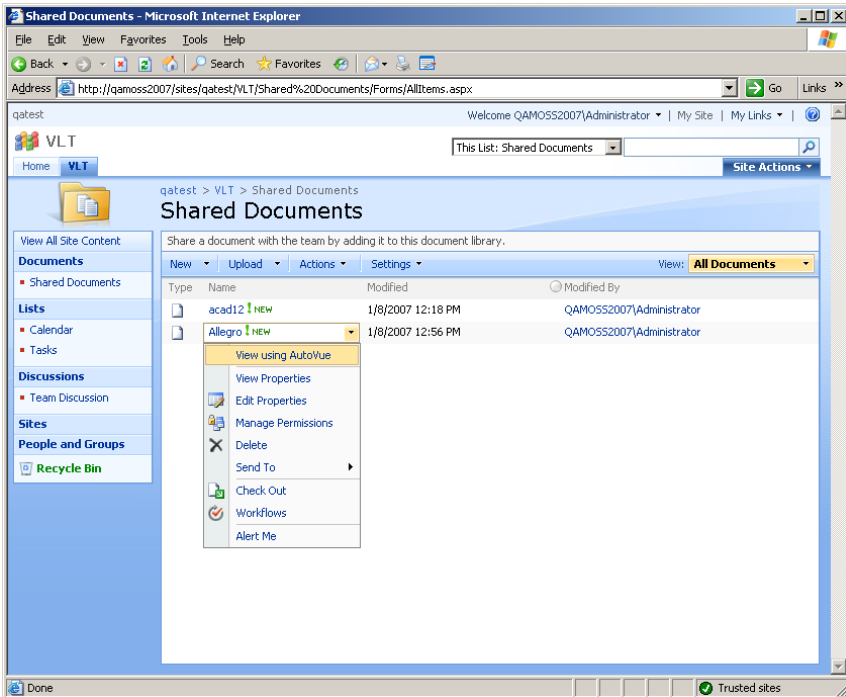 Shared Documents - Microsoft Internet Explorer
File Edit View Favorites Tools Help
Back Search Favorites
Address http://qamoss2007/sites/qatest/VLT/Shared%20Documents/Forms/AllItems.aspx Go Links »
qatest Welcome QAMOSS2007\Administrator | My Site | My Links |
VLT This List: Shared Documents
Home VLT Site Actions
qatest > VLT > Shared Documents
Shared Documents
View All Site Content Share a document with the team by adding it to this document library.
Documents New Upload Actions Settings View: All Documents
Shared Documents Type Name Modified Modified By
Lists acad12 ! NEW 1/8/2007 12:18 PM QAMOSS2007\Administrator
Calendar Allegro ! NEW 1/8/2007 12:56 PM QAMOSS2007\Administrator
Tasks View using AutoVue
Discussions View Properties
Team Discussion Edit Properties
Sites Manage Permissions
People and Groups Delete
Recycle Bin Send To
Check Out
Workflows
Alert Me
Done Trusted sites